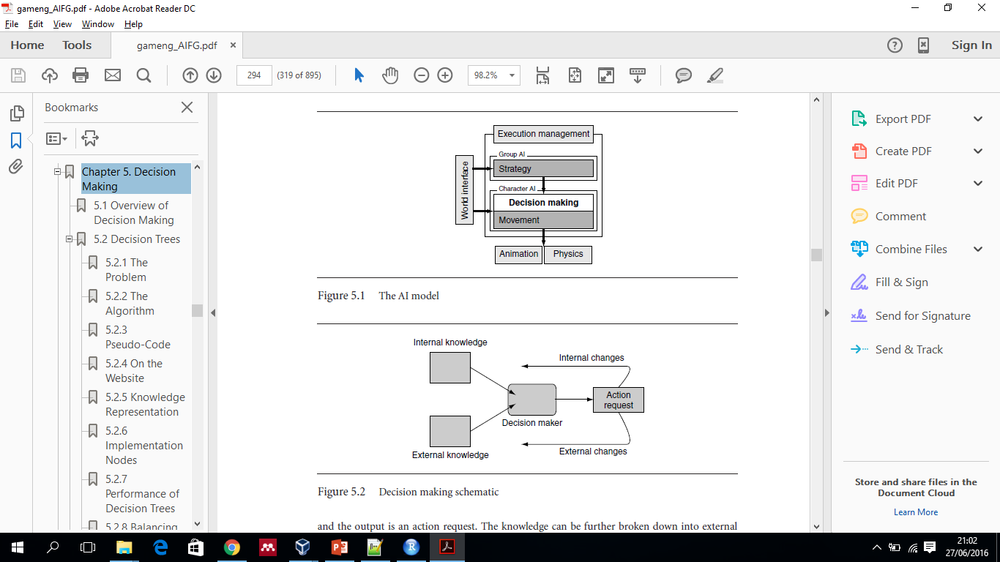 gameng_AIFG.pdf - Adobe Acrobat Reader DC
File Edit View Window Help
Home Tools gameng_AIFG.pdf × Sign In
294 (319 of 895) 98.2%
Bookmarks
Chapter 5. Decision
Making
5.1 Overview of
Decision Making
5.2 Decision Trees
5.2.1 The
Problem
5.2.2 The
Algorithm
5.2.3
Pseudo-Code
5.2.4 On the
Website
5.2.5 Knowledge
Representation
5.2.6
Implementation
Nodes
5.2.7
Performance of
Decision Trees
5.2.8 Balancing
Execution management
Group AI
Strategy
World interface
Character AI
Decision making
Movement
Animation Physics
Figure 5.1 The AI model
Internal knowledge
Internal changes
Action
request
Decision maker
External knowledge
External changes
Figure 5.2 Decision making schematic
and the output is an action request. The knowledge can be further broken down into external
Export PDF
Create PDF
Edit PDF
Comment
Combine Files
Fill & Sign
Send for Signature
Send & Track
Store and share files in the
Document Cloud
Learn More
21:02
27/06/2016